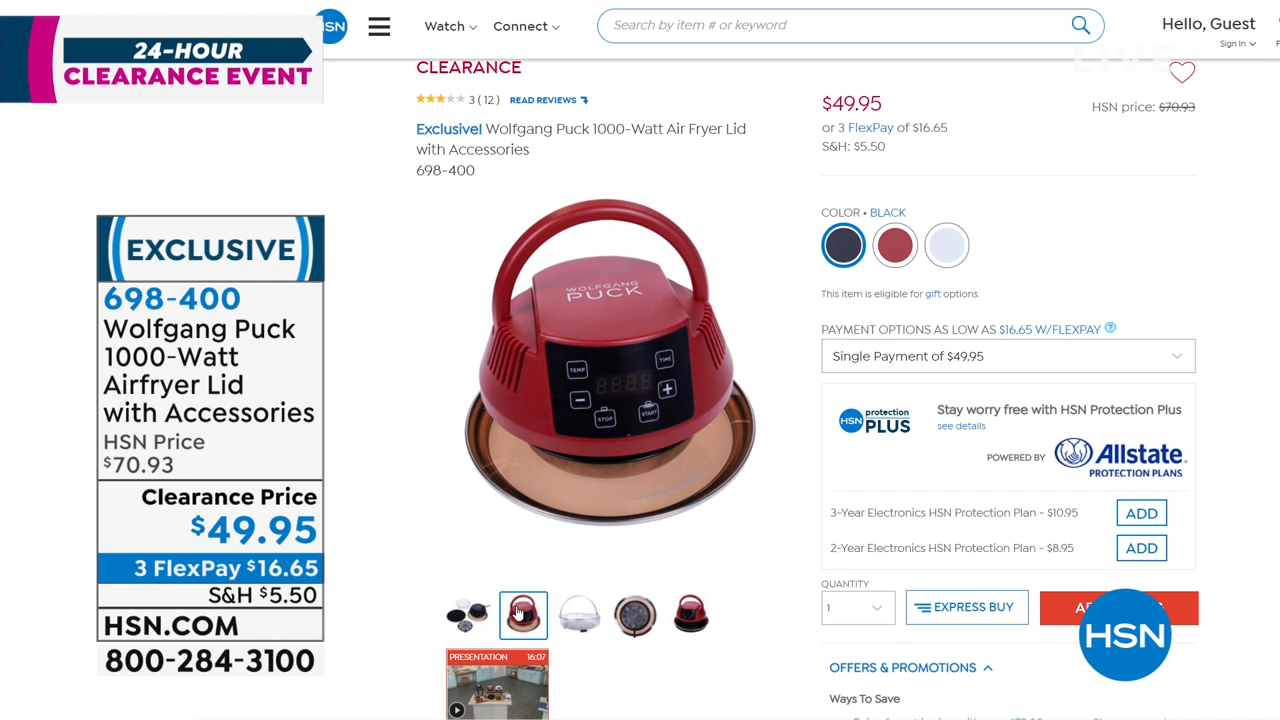 24-HOUR
CLEARANCE EVENT
HSN
Watch
Connect
Search by item # or keyword
Hello, Guest
Sign In
LIVE
CLEARANCE
3 ( 12 ) READ REVIEWS
Exclusive! Wolfgang Puck 1000-Watt Air Fryer Lid
with Accessories
698-400
$49.95
HSN price: $70.93
or 3 FlexPay of $16.65
S&H: $5.50
EXCLUSIVE
698-400
Wolfgang Puck
1000-Watt
Airfryer Lid
with Accessories
HSN Price
$70.93
Clearance Price
$49.95
3 FlexPay $16.65
S&H $5.50
HSN.COM
800-284-3100
WOLFGANG
PUCK
TEMP
TIME
STOP
START
COLOR • BLACK
This item is eligible for gift options.
PAYMENT OPTIONS AS LOW AS $16.65 W/FLEXPAY ?
Single Payment of $49.95
HSN protection
PLUS
Stay worry free with HSN Protection Plus
see details
POWERED BY Allstate.
PROTECTION PLANS
3-Year Electronics HSN Protection Plan - $10.95 ADD
2-Year Electronics HSN Protection Plan - $8.95 ADD
QUANTITY
1
EXPRESS BUY
HSN
PRESENTATION 16:07
OFFERS & PROMOTIONS
Ways To Save